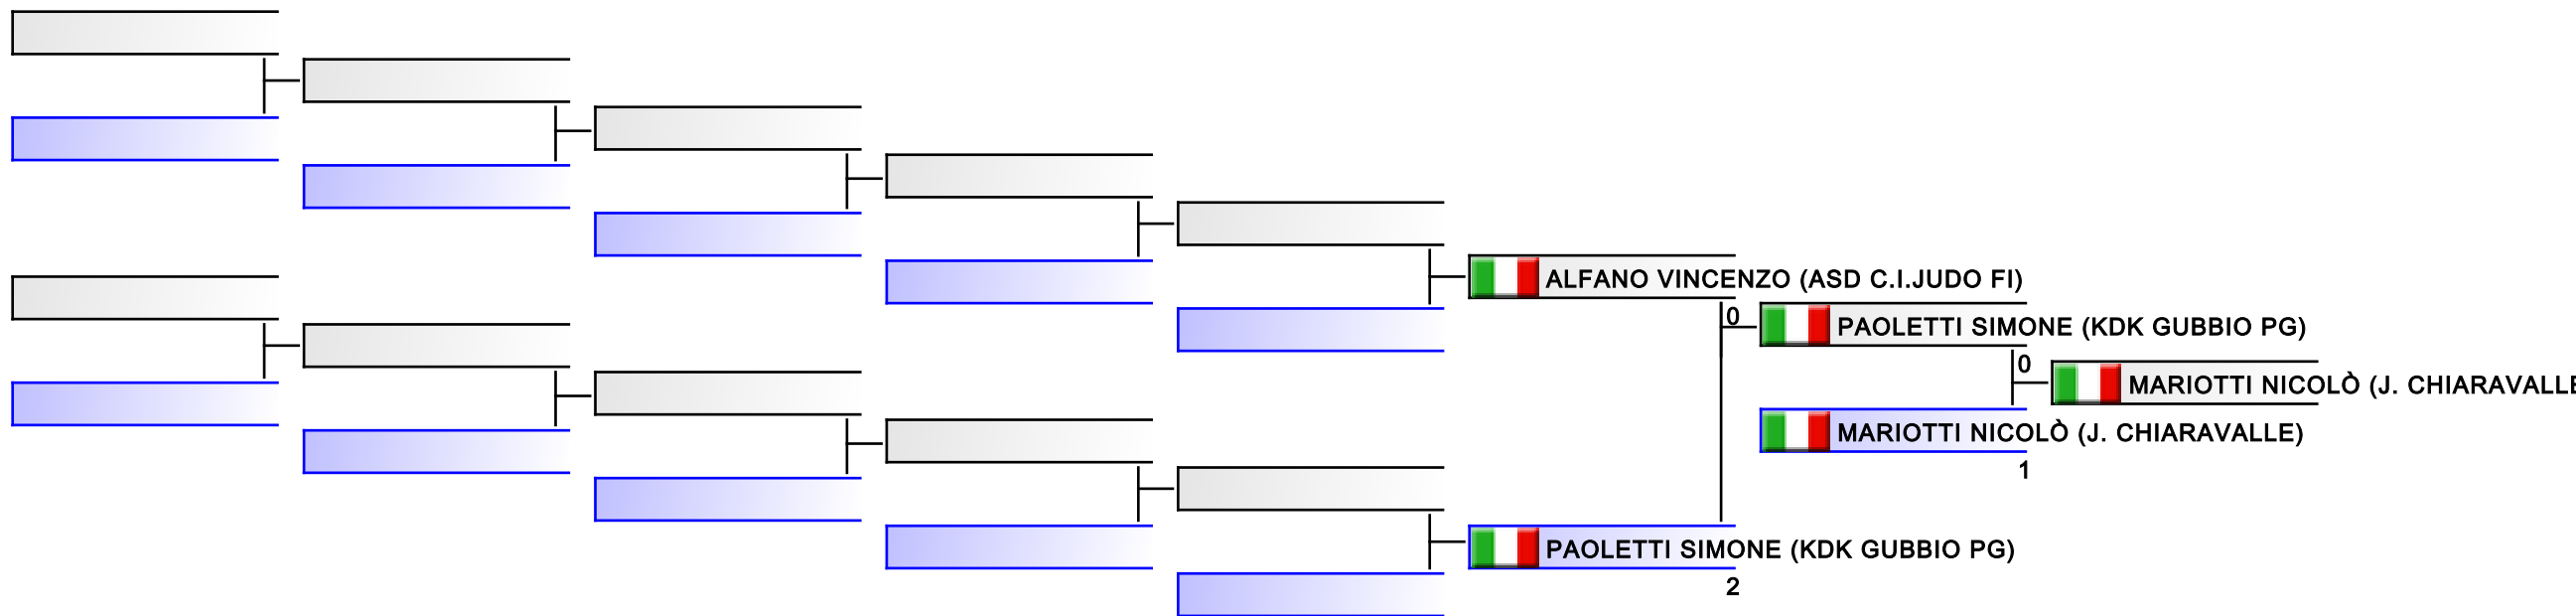 ALFANO VINCENZO (ASD C.I.JUDO FI)
0
PAOLETTI SIMONE (KDK GUBBIO PG)
0
MARIOTTI NICOLÒ (J. CHIARAVALLE
MARIOTTI NICOLÒ (J. CHIARAVALLE)
1
PAOLETTI SIMONE (KDK GUBBIO PG)
2